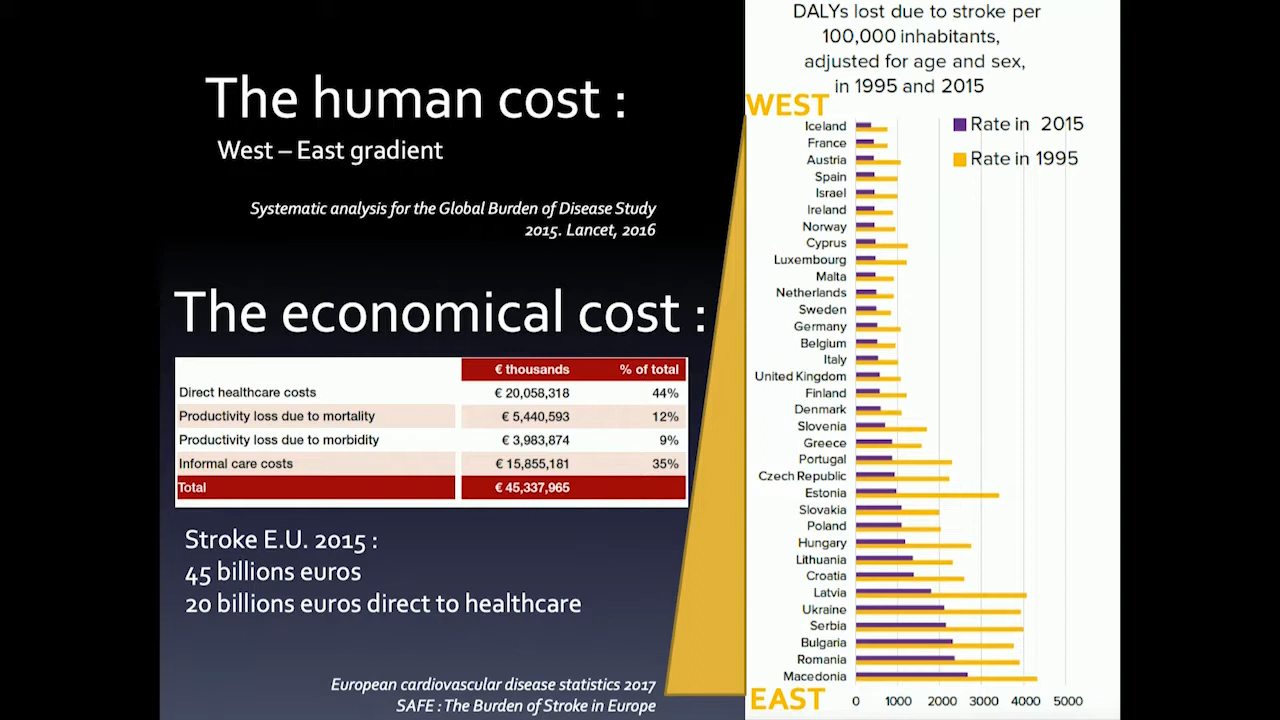 The human cost :
West – East gradient
Systematic analysis for the Global Burden of Disease Study
2015. Lancet, 2016
The economical cost :
€ thousands % of total
Direct healthcare costs € 20,058,318 44%
Productivity loss due to mortality € 5,440,593 12%
Productivity loss due to morbidity € 3,983,874 9%
Informal care costs € 15,855,181 35%
Total € 45,337,965
Stroke E.U. 2015 :
45 billions euros
20 billions euros direct to healthcare
European cardiovascular disease statistics 2017
SAFE : The Burden of Stroke in Europe
DALYs lost due to stroke per
100,000 inhabitants,
adjusted for age and sex,
in 1995 and 2015
WEST
Rate in 2015
Rate in 1995
Iceland
France
Austria
Spain
Israel
Ireland
Norway
Cyprus
Luxembourg
Malta
Netherlands
Sweden
Germany
Belgium
Italy
United Kingdom
Finland
Denmark
Slovenia
Greece
Portugal
Czech Republic
Estonia
Slovakia
Poland
Hungary
Lithuania
Croatia
Latvia
Ukraine
Serbia
Bulgaria
Romania
Macedonia
EAST
0 1000 2000 3000 4000 5000